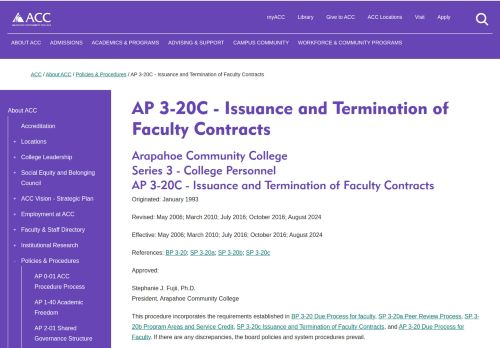 myACC Library Give to ACC ACC Locations Visit Apply
ACC
ABOUT ACC ADMISSIONS ACADEMICS & PROGRAMS ADVISING & SUPPORT CAMPUS COMMUNITY WORKFORCE & COMMUNITY PROGRAMS
ACC / About ACC / Policies & Procedures / AP 3-20C - Issuance and Termination of Faculty Contracts
About ACC
Accreditation
+ Locations
+ College Leadership
+ Social Equity and Belonging
Council
+ ACC Vision - Strategic Plan
+ Employment at ACC
+ Faculty & Staff Directory
+ Institutional Research
- Policies & Procedures
AP 0-01 ACC
Procedure Process
AP 1-40 Academic
Freedom
AP 2-01 Shared
Governance Structure
AP 3-20C - Issuance and Termination of
Faculty Contracts
Arapahoe Community College
Series 3 - College Personnel
AP 3-20C - Issuance and Termination of Faculty Contracts
Originated: January 1993
Revised: May 2006; March 2010; July 2016; October 2016; August 2024
Effective: May 2006; March 2010; July 2016; October 2016; August 2024
References: BP 3-20; SP 3.20a; SP 3-20b; SP 3-20c
Approved:
Stephanie J. Fujii, Ph.D.
President, Arapahoe Community College
This procedure incorporates the requirements established in BP 3-20 Due Process for faculty, SP 3-20a Peer Review Process, SP 3-
20b Program Areas and Service Credit, SP 3-20c Issuance and Termination of Faculty Contracts, and AP 3-20 Due Process for
Faculty. If there are any discrepancies, the board policies and system procedures prevail.